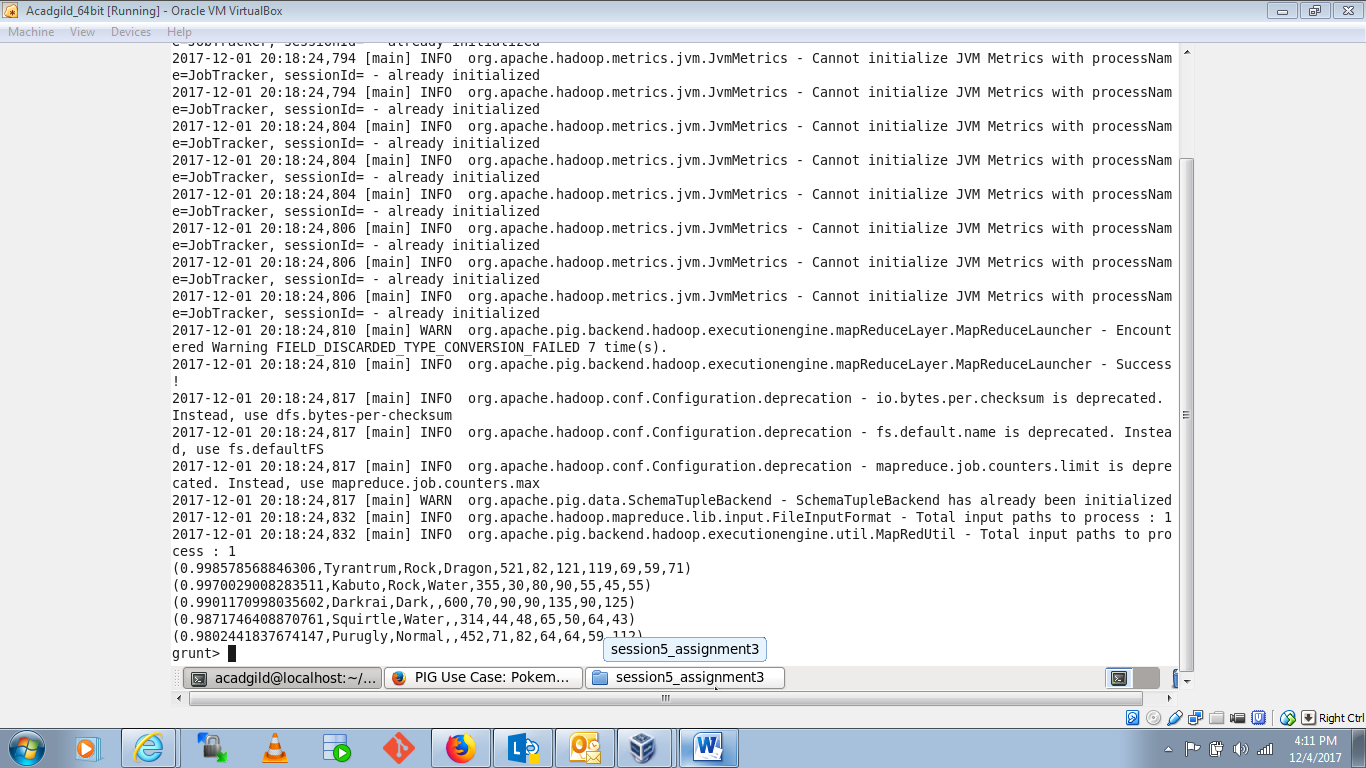 Acadgild_64bit [Running] - Oracle VM VirtualBox
Machine View Devices Help
e=JobTracker, sessionId= - already initialized
2017-12-01 20:18:24,794 [main] INFO  org.apache.hadoop.metrics.jvm.JvmMetrics - Cannot initialize JVM Metrics with processNam
e=JobTracker, sessionId= - already initialized
2017-12-01 20:18:24,794 [main] INFO  org.apache.hadoop.metrics.jvm.JvmMetrics - Cannot initialize JVM Metrics with processNam
e=JobTracker, sessionId= - already initialized
2017-12-01 20:18:24,804 [main] INFO  org.apache.hadoop.metrics.jvm.JvmMetrics - Cannot initialize JVM Metrics with processNam
e=JobTracker, sessionId= - already initialized
2017-12-01 20:18:24,804 [main] INFO  org.apache.hadoop.metrics.jvm.JvmMetrics - Cannot initialize JVM Metrics with processNam
e=JobTracker, sessionId= - already initialized
2017-12-01 20:18:24,804 [main] INFO  org.apache.hadoop.metrics.jvm.JvmMetrics - Cannot initialize JVM Metrics with processNam
e=JobTracker, sessionId= - already initialized
2017-12-01 20:18:24,806 [main] INFO  org.apache.hadoop.metrics.jvm.JvmMetrics - Cannot initialize JVM Metrics with processNam
e=JobTracker, sessionId= - already initialized
2017-12-01 20:18:24,806 [main] INFO  org.apache.hadoop.metrics.jvm.JvmMetrics - Cannot initialize JVM Metrics with processNam
e=JobTracker, sessionId= - already initialized
2017-12-01 20:18:24,806 [main] INFO  org.apache.hadoop.metrics.jvm.JvmMetrics - Cannot initialize JVM Metrics with processNam
e=JobTracker, sessionId= - already initialized
2017-12-01 20:18:24,810 [main] WARN  org.apache.pig.backend.hadoop.executionengine.mapReduceLayer.MapReduceLauncher - Encount
ered Warning FIELD_DISCARDED_TYPE_CONVERSION_FAILED 7 time(s).
2017-12-01 20:18:24,810 [main] INFO  org.apache.pig.backend.hadoop.executionengine.mapReduceLayer.MapReduceLauncher - Success
!
2017-12-01 20:18:24,817 [main] INFO  org.apache.hadoop.conf.Configuration.deprecation - io.bytes.per.checksum is deprecated.
Instead, use dfs.bytes-per-checksum
2017-12-01 20:18:24,817 [main] INFO  org.apache.hadoop.conf.Configuration.deprecation - fs.default.name is deprecated. Instea
d, use fs.defaultFS
2017-12-01 20:18:24,817 [main] INFO  org.apache.hadoop.conf.Configuration.deprecation - mapreduce.job.counters.limit is depre
cated. Instead, use mapreduce.job.counters.max
2017-12-01 20:18:24,817 [main] WARN  org.apache.pig.data.SchemaTupleBackend - SchemaTupleBackend has already been initialized
2017-12-01 20:18:24,832 [main] INFO  org.apache.hadoop.mapreduce.lib.input.FileInputFormat - Total input paths to process : 1
2017-12-01 20:18:24,832 [main] INFO  org.apache.pig.backend.hadoop.executionengine.util.MapRedUtil - Total input paths to pro
cess : 1
(0.998578568846306,Tyrantrum,Rock,Dragon,521,82,121,119,69,59,71)
(0.9970029008283511,Kabuto,Rock,Water,355,30,80,90,55,45,55)
(0.9901170998035602,Darkrai,Dark,,600,70,90,90,135,90,125)
(0.9871746408870761,Squirtle,Water,,314,44,48,65,50,64,43)
(0.9802441837674147,Purugly,Normal,,452,71,82,64,64,59,112)
grunt>
session5_assignment3
acadgild@localhost:~/...
PIG Use Case: Pokem...
session5_assignment3
Right Ctrl
4:11 PM
12/4/2017